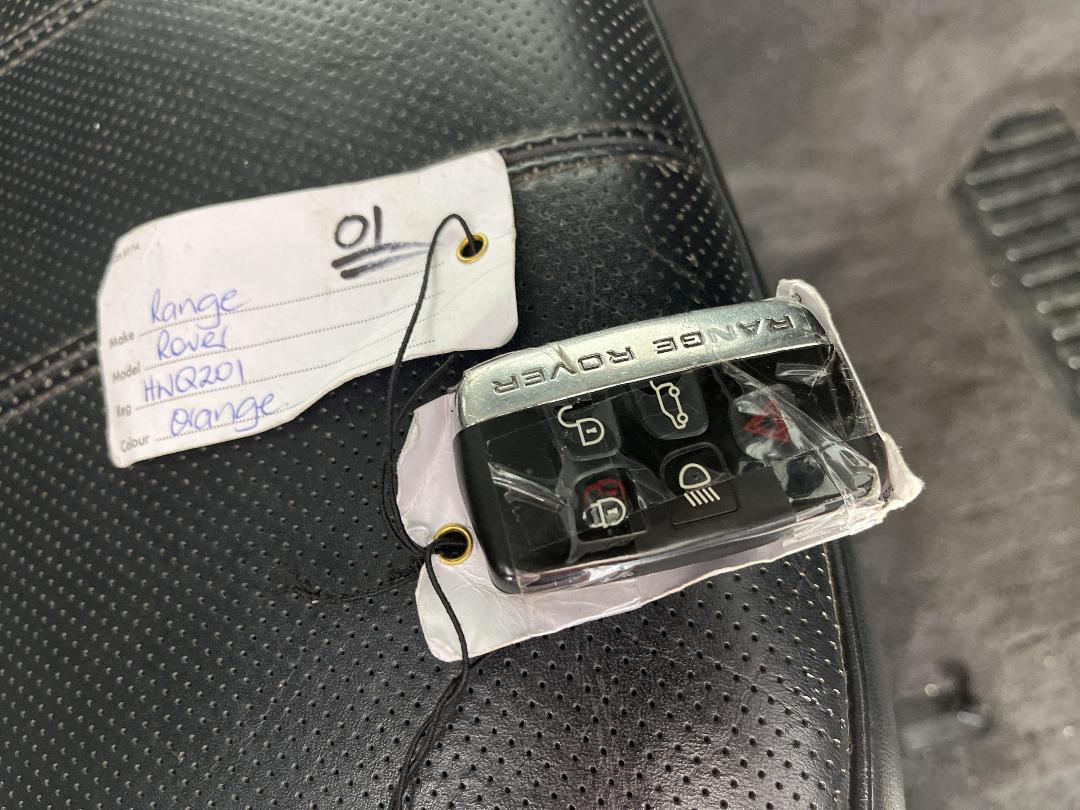 01
Make Range
Model Rover
Reg HNQ201
Colour Orange
RANGE ROVER